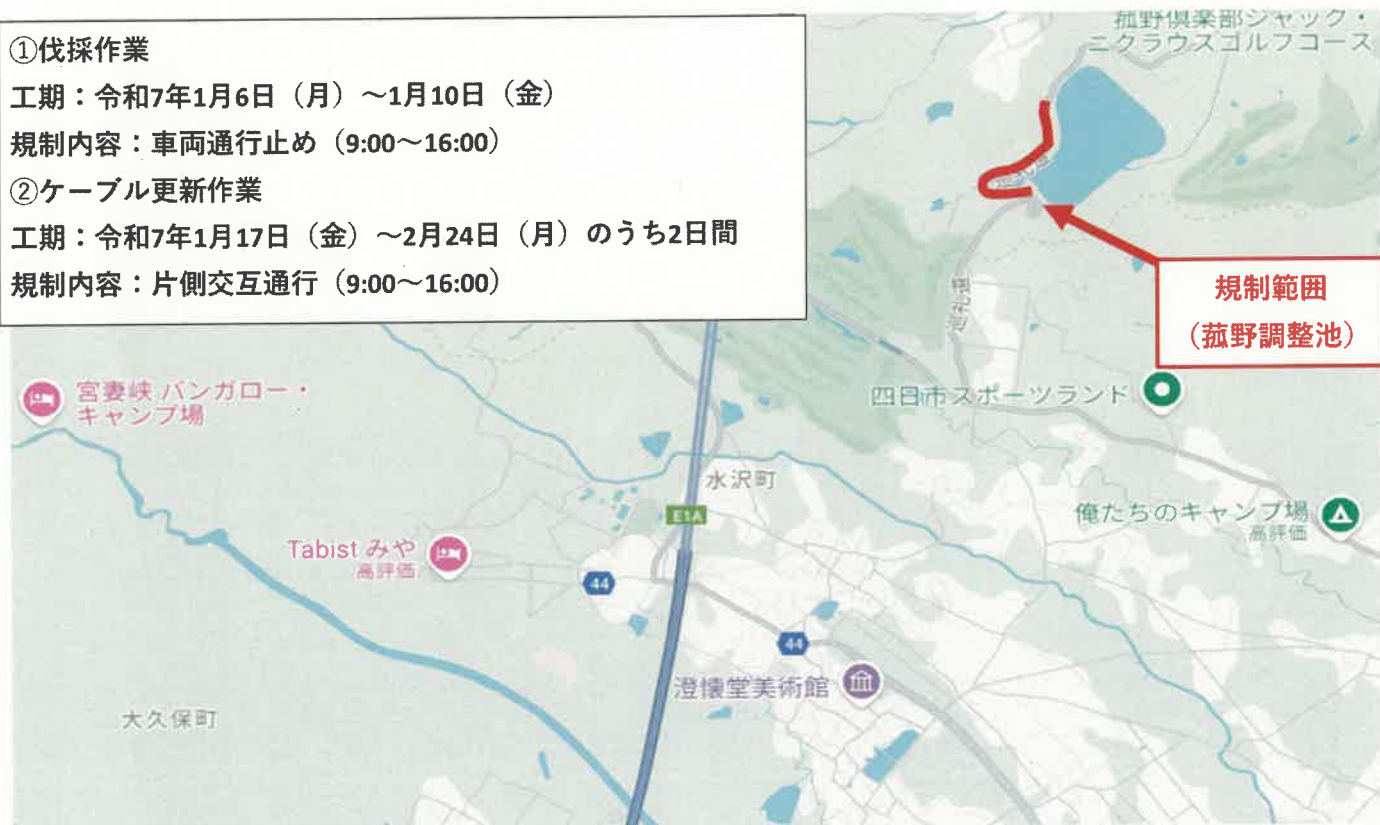 ①伐採作業
工期：令和7年1月6日（月）～1月10日（金）
規制内容：車両通行止め（9:00～16:00）
②ケーブル更新作業
工期：令和7年1月17日（金）～2月24日（月）のうち2日間
規制内容：片側交互通行（9:00～16:00）
菰野倶楽部ジャック・
ニクラウスゴルフコース
巡礼道
規制範囲
（菰野調整池）
巡礼道
宮妻峡 バンガロー・
キャンプ場
四日市スポーツランド
水沢町
E1A
俺たちのキャンプ場
高評価
Tabist みや
高評価
44
44
澄懐堂美術館
大久保町